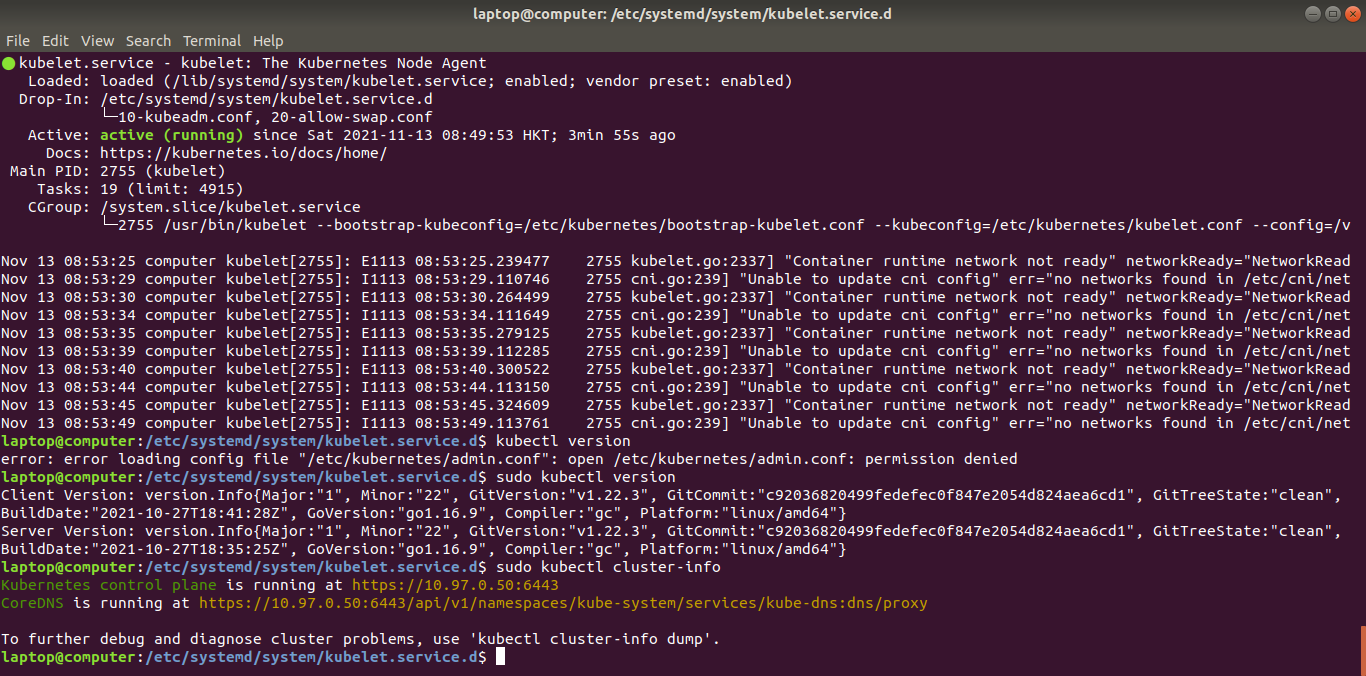 laptop@computer: /etc/systemd/system/kubelet.service.d
File Edit View Search Terminal Help
kubelet.service - kubelet: The Kubernetes Node Agent
Loaded: loaded (/lib/systemd/system/kubelet.service; enabled; vendor preset: enabled)
Drop-In: /etc/systemd/system/kubelet.service.d
└─10-kubeadm.conf, 20-allow-swap.conf
Active: active (running) since Sat 2021-11-13 08:49:53 HKT; 3min 55s ago
Docs: https://kubernetes.io/docs/home/
Main PID: 2755 (kubelet)
Tasks: 19 (limit: 4915)
CGroup: /system.slice/kubelet.service
└─2755 /usr/bin/kubelet --bootstrap-kubeconfig=/etc/kubernetes/bootstrap-kubelet.conf --kubeconfig=/etc/kubernetes/kubelet.conf --config=/v
Nov 13 08:53:25 computer kubelet[2755]: E1113 08:53:25.239477    2755 kubelet.go:2337] "Container runtime network not ready" networkReady="NetworkRead
Nov 13 08:53:29 computer kubelet[2755]: I1113 08:53:29.110746    2755 cni.go:239] "Unable to update cni config" err="no networks found in /etc/cni/net
Nov 13 08:53:30 computer kubelet[2755]: E1113 08:53:30.264499    2755 kubelet.go:2337] "Container runtime network not ready" networkReady="NetworkRead
Nov 13 08:53:34 computer kubelet[2755]: I1113 08:53:34.111649    2755 cni.go:239] "Unable to update cni config" err="no networks found in /etc/cni/net
Nov 13 08:53:35 computer kubelet[2755]: E1113 08:53:35.279125    2755 kubelet.go:2337] "Container runtime network not ready" networkReady="NetworkRead
Nov 13 08:53:39 computer kubelet[2755]: I1113 08:53:39.112285    2755 cni.go:239] "Unable to update cni config" err="no networks found in /etc/cni/net
Nov 13 08:53:40 computer kubelet[2755]: E1113 08:53:40.300522    2755 kubelet.go:2337] "Container runtime network not ready" networkReady="NetworkRead
Nov 13 08:53:44 computer kubelet[2755]: I1113 08:53:44.113150    2755 cni.go:239] "Unable to update cni config" err="no networks found in /etc/cni/net
Nov 13 08:53:45 computer kubelet[2755]: E1113 08:53:45.324609    2755 kubelet.go:2337] "Container runtime network not ready" networkReady="NetworkRead
Nov 13 08:53:49 computer kubelet[2755]: I1113 08:53:49.113761    2755 cni.go:239] "Unable to update cni config" err="no networks found in /etc/cni/net
laptop@computer:/etc/systemd/system/kubelet.service.d$ kubectl version
error: error loading config file "/etc/kubernetes/admin.conf": open /etc/kubernetes/admin.conf: permission denied
laptop@computer:/etc/systemd/system/kubelet.service.d$ sudo kubectl version
Client Version: version.Info{Major:"1", Minor:"22", GitVersion:"v1.22.3", GitCommit:"c92036820499fedefec0f847e2054d824aea6cd1", GitTreeState:"clean",
BuildDate:"2021-10-27T18:41:28Z", GoVersion:"go1.16.9", Compiler:"gc", Platform:"linux/amd64"}
Server Version: version.Info{Major:"1", Minor:"22", GitVersion:"v1.22.3", GitCommit:"c92036820499fedefec0f847e2054d824aea6cd1", GitTreeState:"clean",
BuildDate:"2021-10-27T18:35:25Z", GoVersion:"go1.16.9", Compiler:"gc", Platform:"linux/amd64"}
laptop@computer:/etc/systemd/system/kubelet.service.d$ sudo kubectl cluster-info
Kubernetes control plane is running at https://10.97.0.50:6443
CoreDNS is running at https://10.97.0.50:6443/api/v1/namespaces/kube-system/services/kube-dns:dns/proxy
To further debug and diagnose cluster problems, use 'kubectl cluster-info dump'.
laptop@computer:/etc/systemd/system/kubelet.service.d$